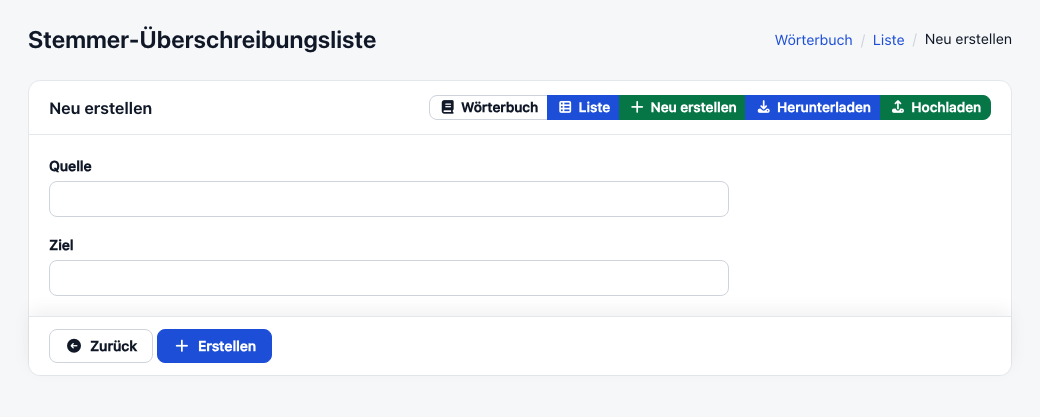 Stemmer-Überschreibungsliste
Wörterbuch / Liste / Neu erstellen
Neu erstellen
Wörterbuch Liste Neu erstellen Herunterladen Hochladen
Quelle
Ziel
Zurück Erstellen